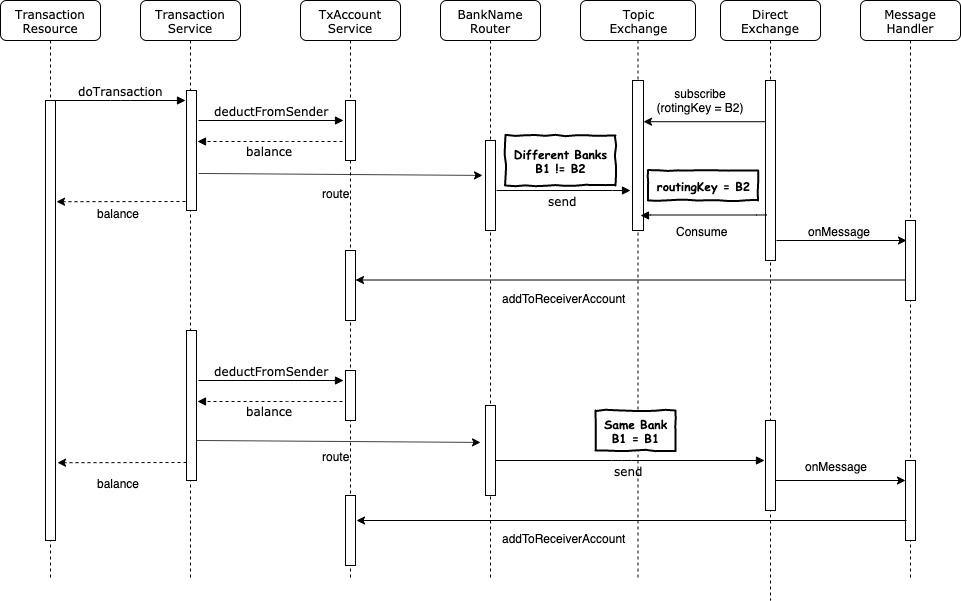 Transaction
Resource
Transaction
Service
TxAccount
Service
BankName
Router
Topic
Exchange
Direct
Exchange
Message
Handler
doTransaction
deductFromSender
balance
route
balance
Different Banks
B1 != B2
send
subscribe
(rotingKey = B2)
routingKey = B2
Consume
onMessage
addToReceiverAccount
deductFromSender
balance
route
balance
Same Bank
B1 = B1
send
onMessage
addToReceiverAccount